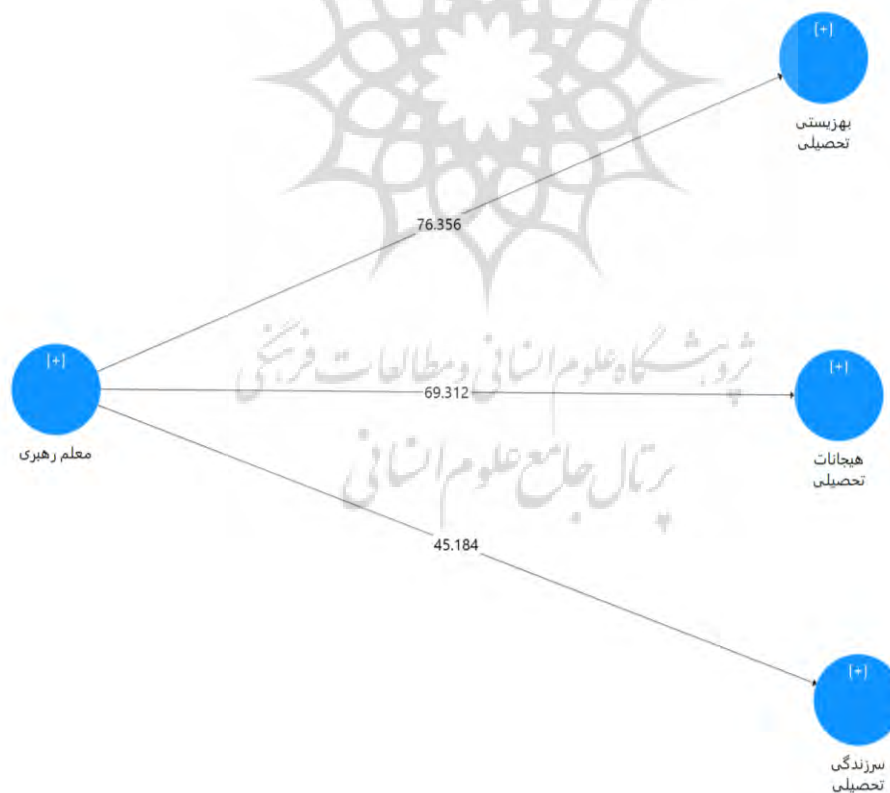 [+]
بهزیستی
تحصیلی
76.356
پژوهشگاه علوم انسانی و مطالعات فرهنگی
[+]
معلم رهبری
69.312
[+]
هیجانات
تحصیلی
پرتال جامع علوم انسانی
45.184
[+]
سرزندگی
تحصیلی